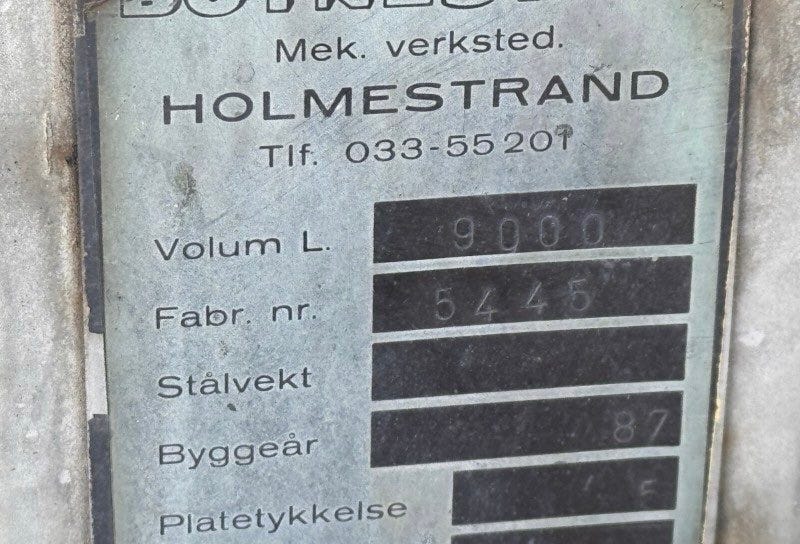 Mek. verksted.
HOLMESTRAND
Tlf. 033-55201
Volum L. 9000
Fabr. nr. 5445
Stålvekt
Byggeår 87
Platetykkelse 5